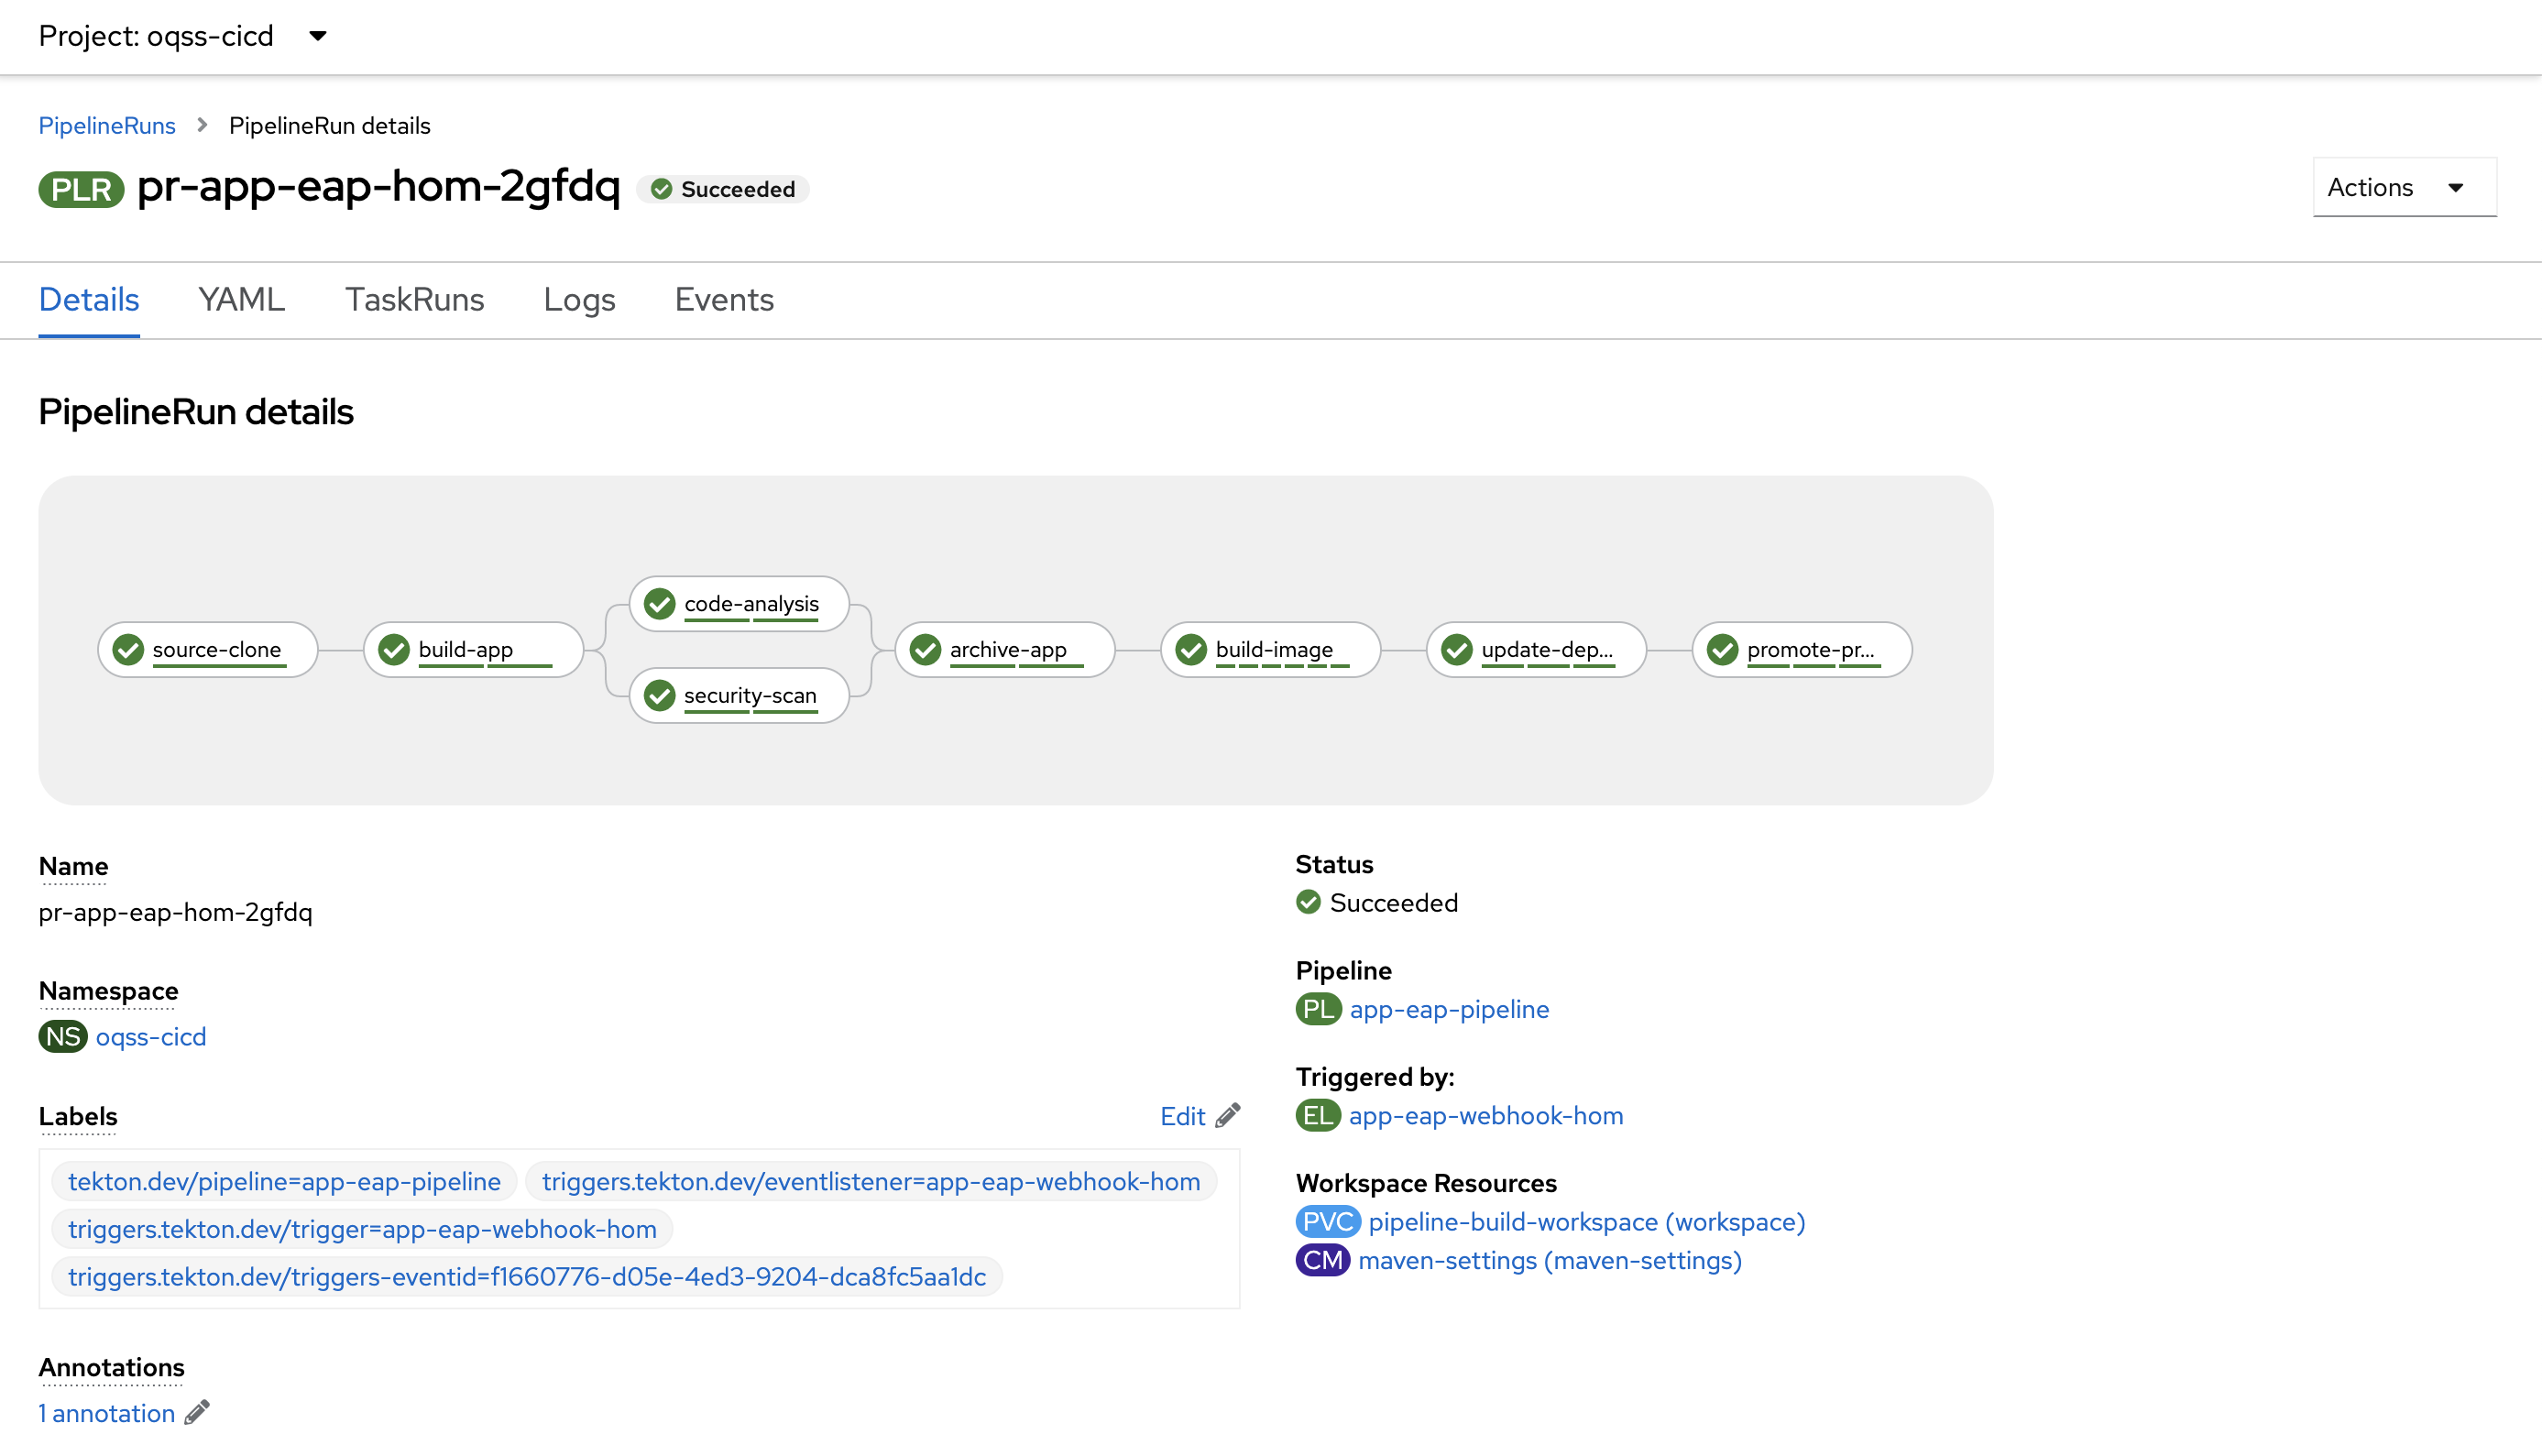 Project: oqss-cicd
PipelineRuns PipelineRun details
PLR pr-app-eap-hom-2gfdq Succeeded
Actions
Details YAML TaskRuns Logs Events
PipelineRun details
source-clone
build-app
code-analysis
security-scan
archive-app
build-image
update-dep...
promote-pr...
Name
pr-app-eap-hom-2gfdq
Namespace
NS oqss-cicd
Labels
Edit
tekton.dev/pipeline=app-eap-pipeline triggers.tekton.dev/eventlistener=app-eap-webhook-hom
triggers.tekton.dev/trigger=app-eap-webhook-hom
triggers.tekton.dev/triggers-eventid=f1660776-d05e-4ed3-9204-dca8fc5aa1dc
Annotations
1 annotation
Status
Succeeded
Pipeline
PL app-eap-pipeline
Triggered by:
EL app-eap-webhook-hom
Workspace Resources
PVC pipeline-build-workspace (workspace)
CM maven-settings (maven-settings)